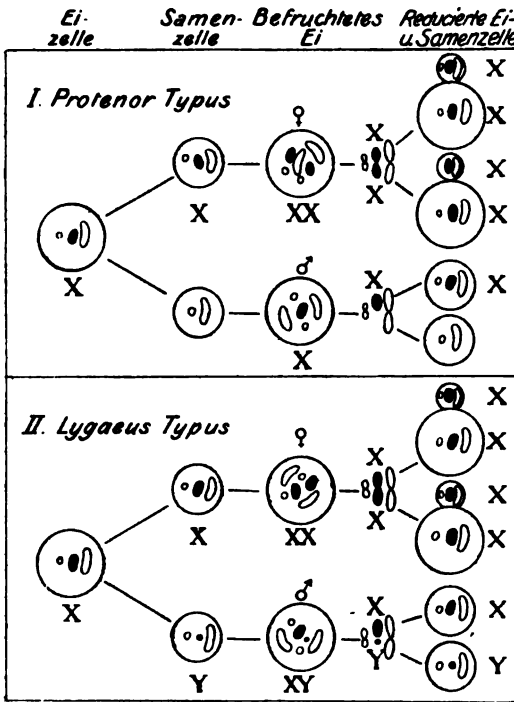 Ei- Samen- Befruchtetes Reducierte Ei-
zelle zelle Ei u. Samenzelle
I. Protenor Typus
X
X
♀
X
X
X
X
X
XX
X
X
♂
X
X
X
X
II. Lygaeus Typus
X
♀
X
X
X
X
XX
X
X
X
♂
X
X
Y
Y
Y
XY